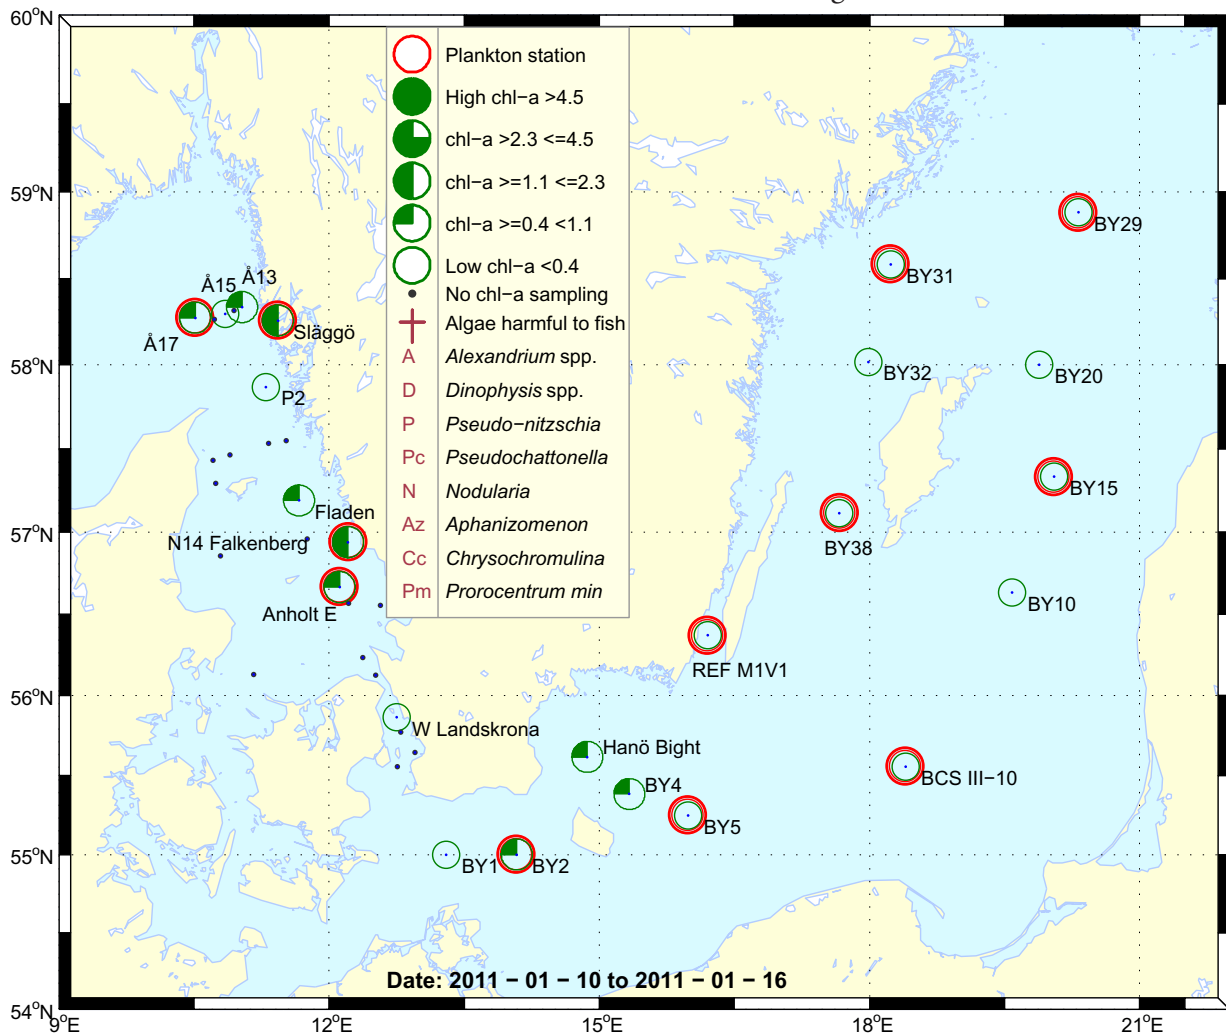 60°N
59°N
58°N
57°N
56°N
55°N
54°N
9°E
12°E
15°E
18°E
21°E
Plankton station
High chl−a >4.5
chl−a >2.3 <=4.5
chl−a >=1.1 <=2.3
chl−a >=0.4 <1.1
Low chl−a <0.4
No chl−a sampling
Algae harmful to fish
A Alexandrium spp.
D Dinophysis spp.
P Pseudo−nitzschia
Pc Pseudochattonella
N Nodularia
Az Aphanizomenon
Cc Chrysochromulina
Pm Prorocentrum min
BY29
BY31
Å15
Å13
Å17
Släggö
P2
BY32
BY20
BY15
BY38
Fladen
N14 Falkenberg
Anholt E
BY10
REF M1V1
W Landskrona
Hanö Bight
BY4
BCS III−10
BY5
BY1
BY2
Date: 2011 − 01 − 10 to 2011 − 01 − 16